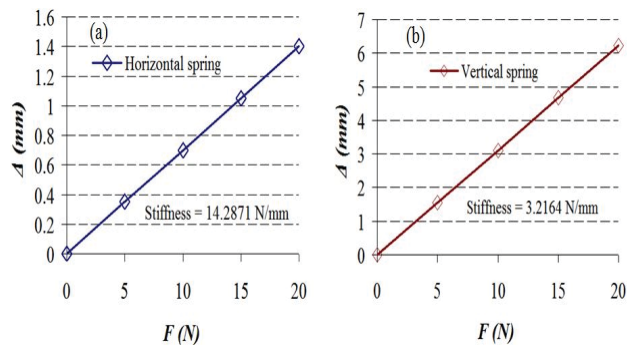 (a)
Horizontal spring
Δ (mm)
1.6
1.4
1.2
1
0.8
0.6
0.4
0.2
0
Stiffness = 14.2871 N/mm
0 5 10 15 20
F (N)
(b)
Vertical spring
Δ (mm)
7
6
5
4
3
2
1
0
Stiffness = 3.2164 N/mm
0 5 10 15 20
F (N)